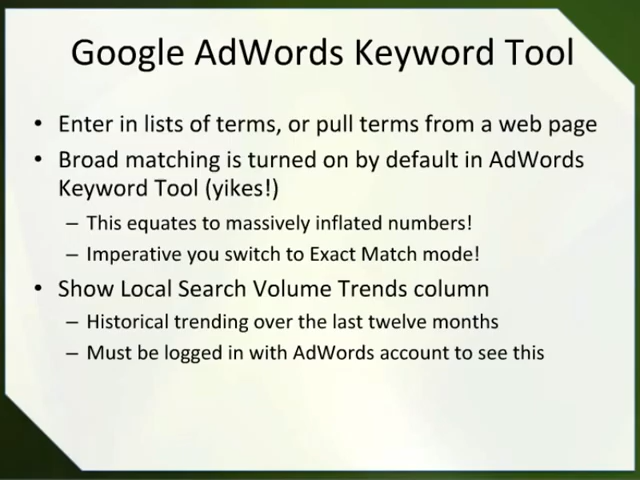 Google AdWords Keyword Tool
• Enter in lists of terms, or pull terms from a web page
• Broad matching is turned on by default in AdWords
Keyword Tool (yikes!)
– This equates to massively inflated numbers!
– Imperative you switch to Exact Match mode!
• Show Local Search Volume Trends column
– Historical trending over the last twelve months
– Must be logged in with AdWords account to see this